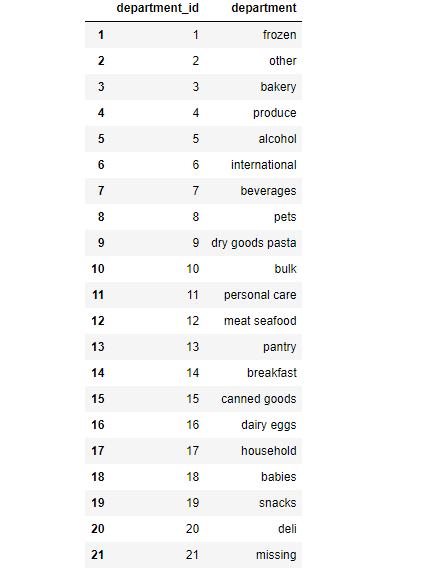 department_id department
1 1 frozen
2 2 other
3 3 bakery
4 4 produce
5 5 alcohol
6 6 international
7 7 beverages
8 8 pets
9 9 dry goods pasta
10 10 bulk
11 11 personal care
12 12 meat seafood
13 13 pantry
14 14 breakfast
15 15 canned goods
16 16 dairy eggs
17 17 household
18 18 babies
19 19 snacks
20 20 deli
21 21 missing